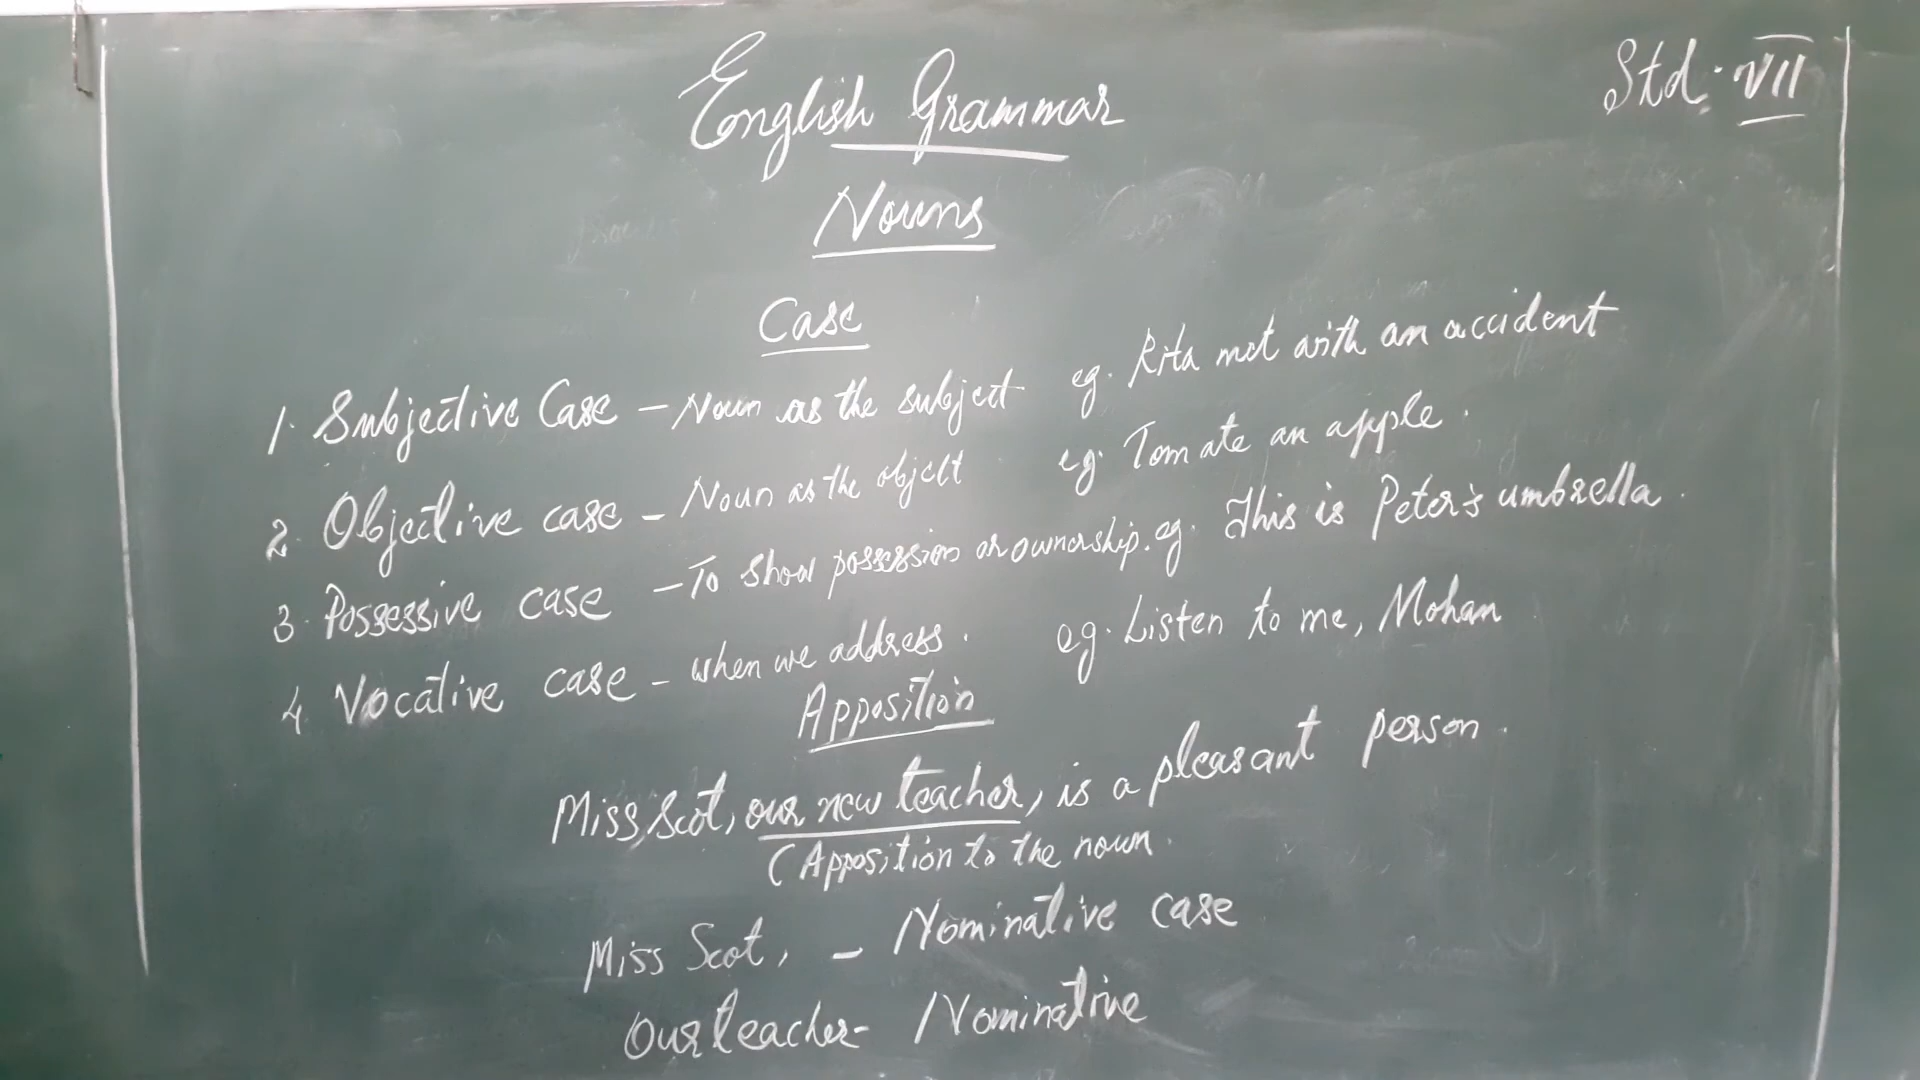 English Grammar
Std. VII
Nouns
Case
1. Subjective Case – Noun as the subject eg. Rita met with an accident
2. Objective case – Noun as the object eg. Tom ate an apple.
3. Possessive case – To show possession or ownership. eg. This is Peter's umbrella.
4. Vocative case – when we address. eg. Listen to me, Mohan
Apposition
Miss, Scot, our new teacher, is a pleasant person.
(Apposition to the noun.
Miss Scot, – Nominative case
Our teacher – Nominative